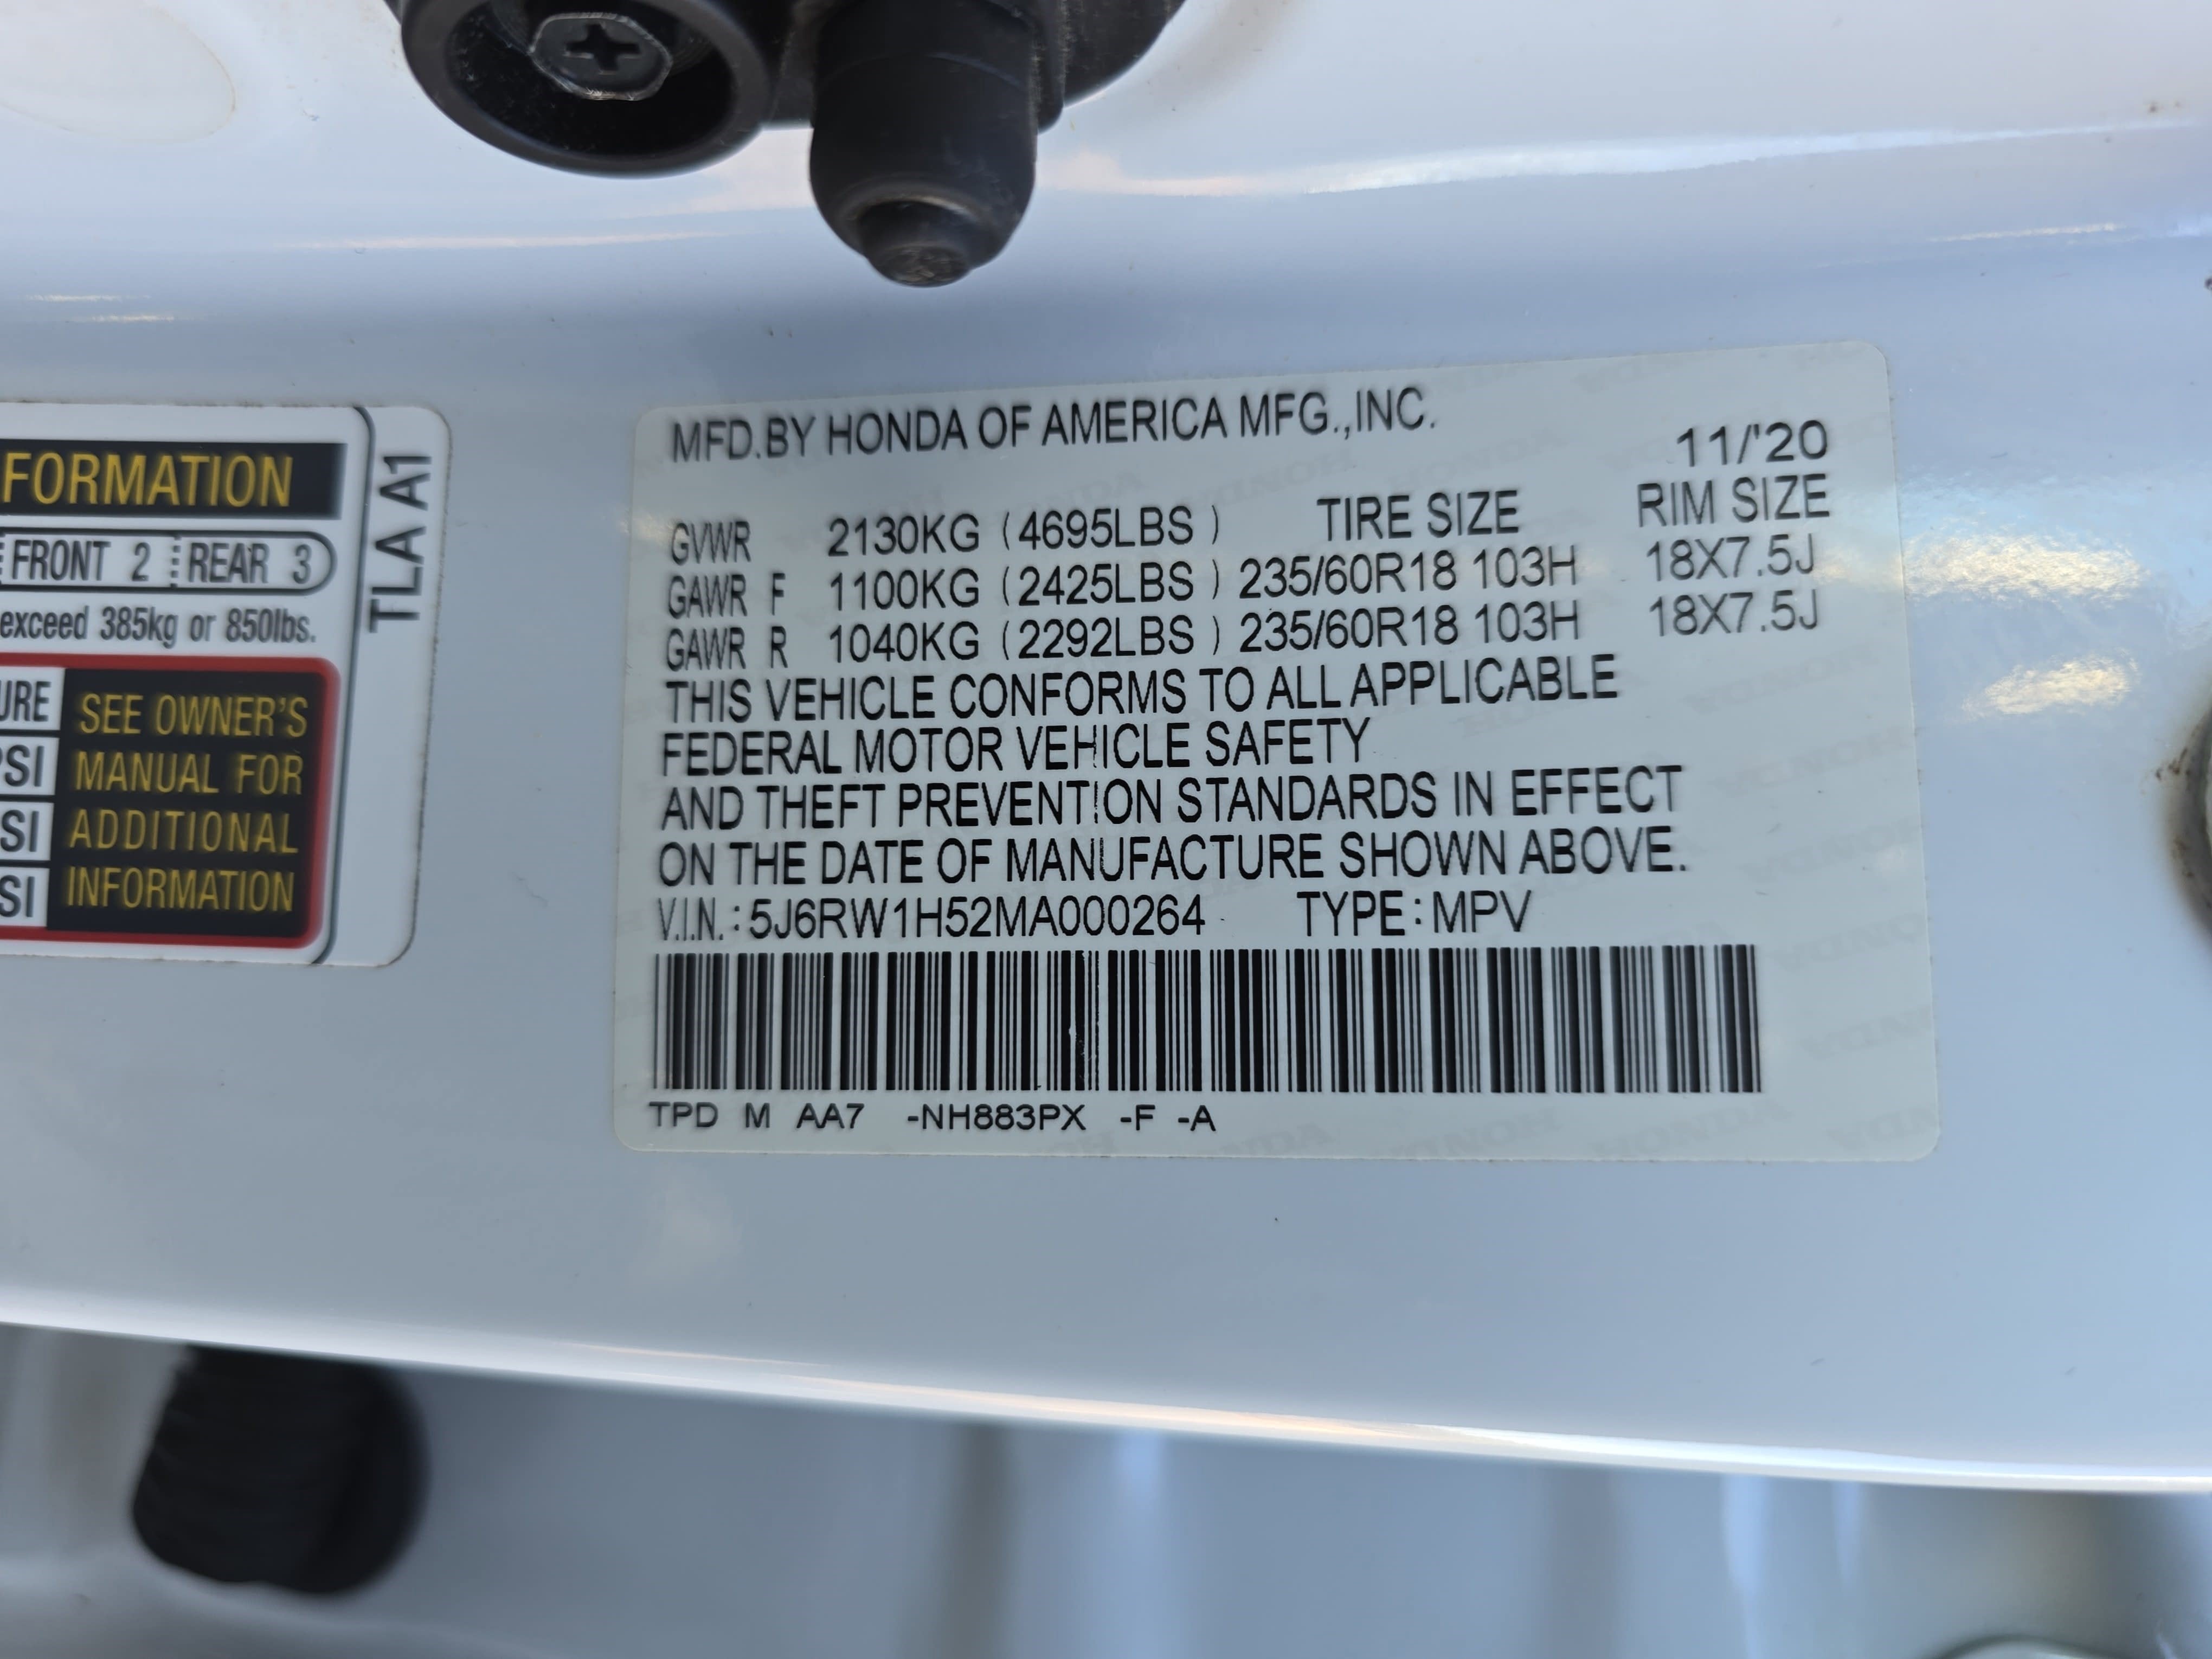 FORMATION
FRONT 2 REAR 3
exceed 385kg or 850lbs.
URE
PSI
SI
SI
SEE OWNER'S
MANUAL FOR
ADDITIONAL
INFORMATION
TLA A1
MFD.BY HONDA OF AMERICA MFG.,INC.
11/'20
GVWR 2130KG (4695LBS) TIRE SIZE RIM SIZE
GAWR F 1100KG (2425LBS) 235/60R18 103H 18X7.5J
GAWR R 1040KG (2292LBS) 235/60R18 103H 18X7.5J
THIS VEHICLE CONFORMS TO ALL APPLICABLE
FEDERAL MOTOR VEHICLE SAFETY
AND THEFT PREVENTION STANDARDS IN EFFECT
ON THE DATE OF MANUFACTURE SHOWN ABOVE.
V.I.N.: 5J6RW1H52MA000264 TYPE: MPV
TPD M AA7 -NH883PX -F -A